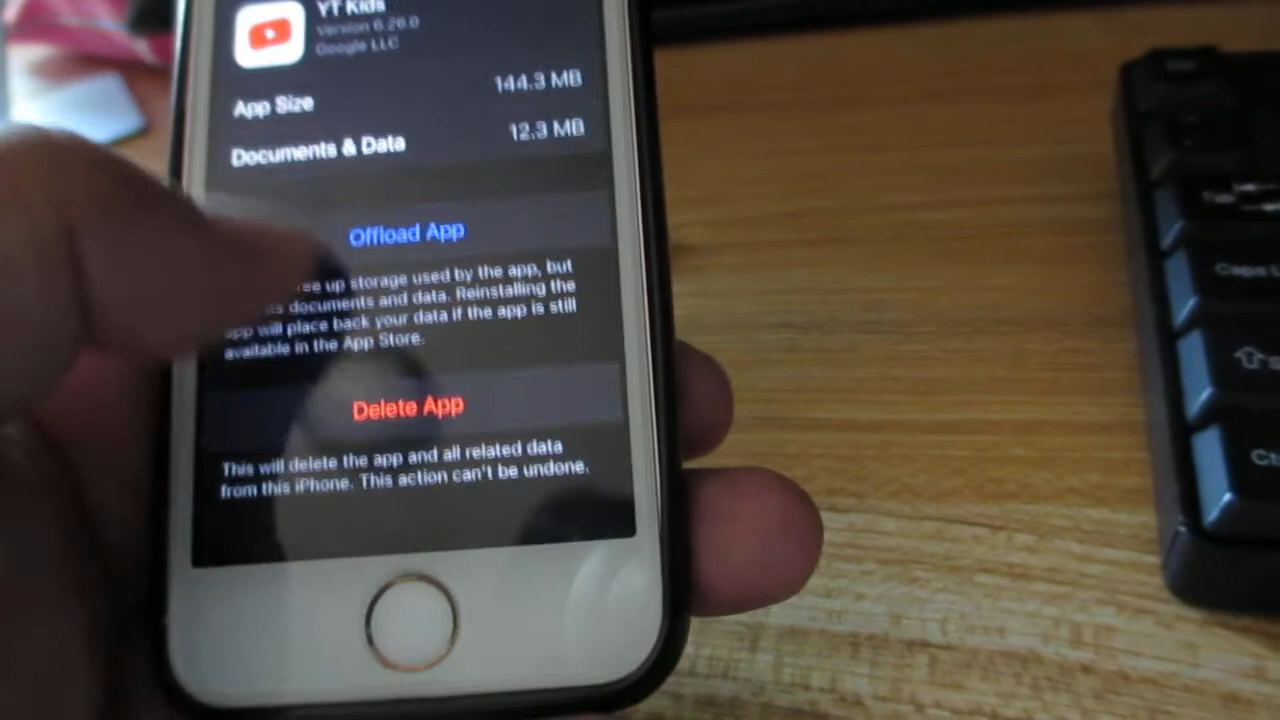 YT Kids
Version 6.26.0
Google LLC
App Size
144.3 MB
Documents & Data
12.3 MB
Offload App
up storage used by the app, but
documents and data. Reinstalling the
app will place back your data if the app is still
available in the App Store.
Delete App
This will delete the app and all related data
from this iPhone. This action can't be undone.
Tab
Caps